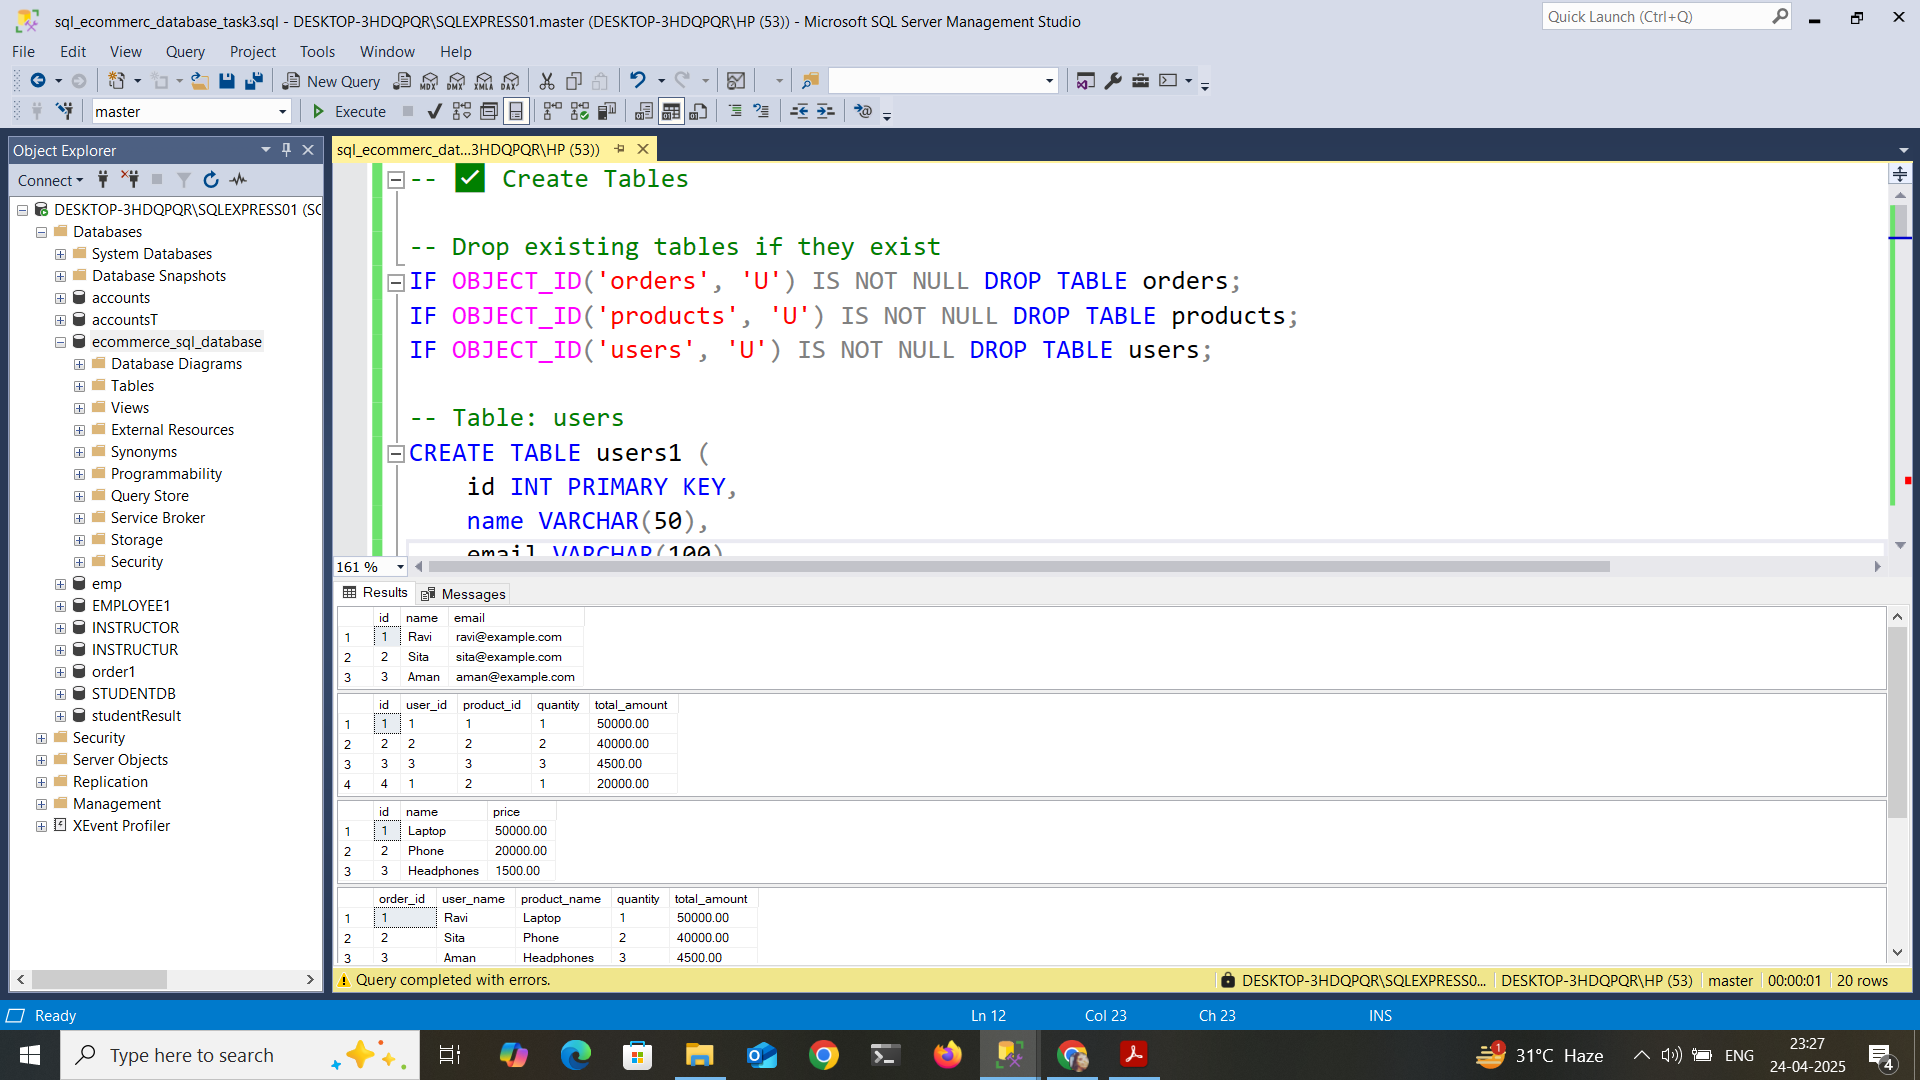 sql_ecommerc_database_task3.sql - DESKTOP-3HDQPQR\SQLEXPRESS01.master (DESKTOP-3HDQPQR\HP (53)) - Microsoft SQL Server Management Studio
Quick Launch (Ctrl+Q)
File Edit View Query Project Tools Window Help
New Query
MDX DMX XMLA DAX
master
Execute
Object Explorer
sql_ecommerc_dat...3HDQPQR\HP (53))
Connect
DESKTOP-3HDQPQR\SQLEXPRESS01 (SC
Databases
System Databases
Database Snapshots
accounts
accountsT
ecommerce_sql_database
Database Diagrams
Tables
Views
External Resources
Synonyms
Programmability
Query Store
Service Broker
Storage
Security
emp
EMPLOYEE1
INSTRUCTOR
INSTRUCTUR
order1
STUDENTDB
studentResult
Security
Server Objects
Replication
Management
XEvent Profiler
-- ✅ Create Tables
-- Drop existing tables if they exist
IF OBJECT_ID('orders', 'U') IS NOT NULL DROP TABLE orders;
IF OBJECT_ID('products', 'U') IS NOT NULL DROP TABLE products;
IF OBJECT_ID('users', 'U') IS NOT NULL DROP TABLE users;
-- Table: users
CREATE TABLE users1 (
id INT PRIMARY KEY,
name VARCHAR(50),
email VARCHAR(100)
161 %
Results Messages
id name email
1 1 Ravi ravi@example.com
2 2 Sita sita@example.com
3 3 Aman aman@example.com
id user_id product_id quantity total_amount
1 1 1 1 1 50000.00
2 2 2 2 2 40000.00
3 3 3 3 3 4500.00
4 4 1 2 1 20000.00
id name price
1 1 Laptop 50000.00
2 2 Phone 20000.00
3 3 Headphones 1500.00
order_id user_name product_name quantity total_amount
1 1 Ravi Laptop 1 50000.00
2 2 Sita Phone 2 40000.00
3 3 Aman Headphones 3 4500.00
Query completed with errors.
DESKTOP-3HDQPQR\SQLEXPRESS0... DESKTOP-3HDQPQR\HP (53) master 00:00:01 20 rows
Ready
Ln 12 Col 23 Ch 23 INS
Type here to search
1
31°C Haze
ENG
23:27
24-04-2025
4